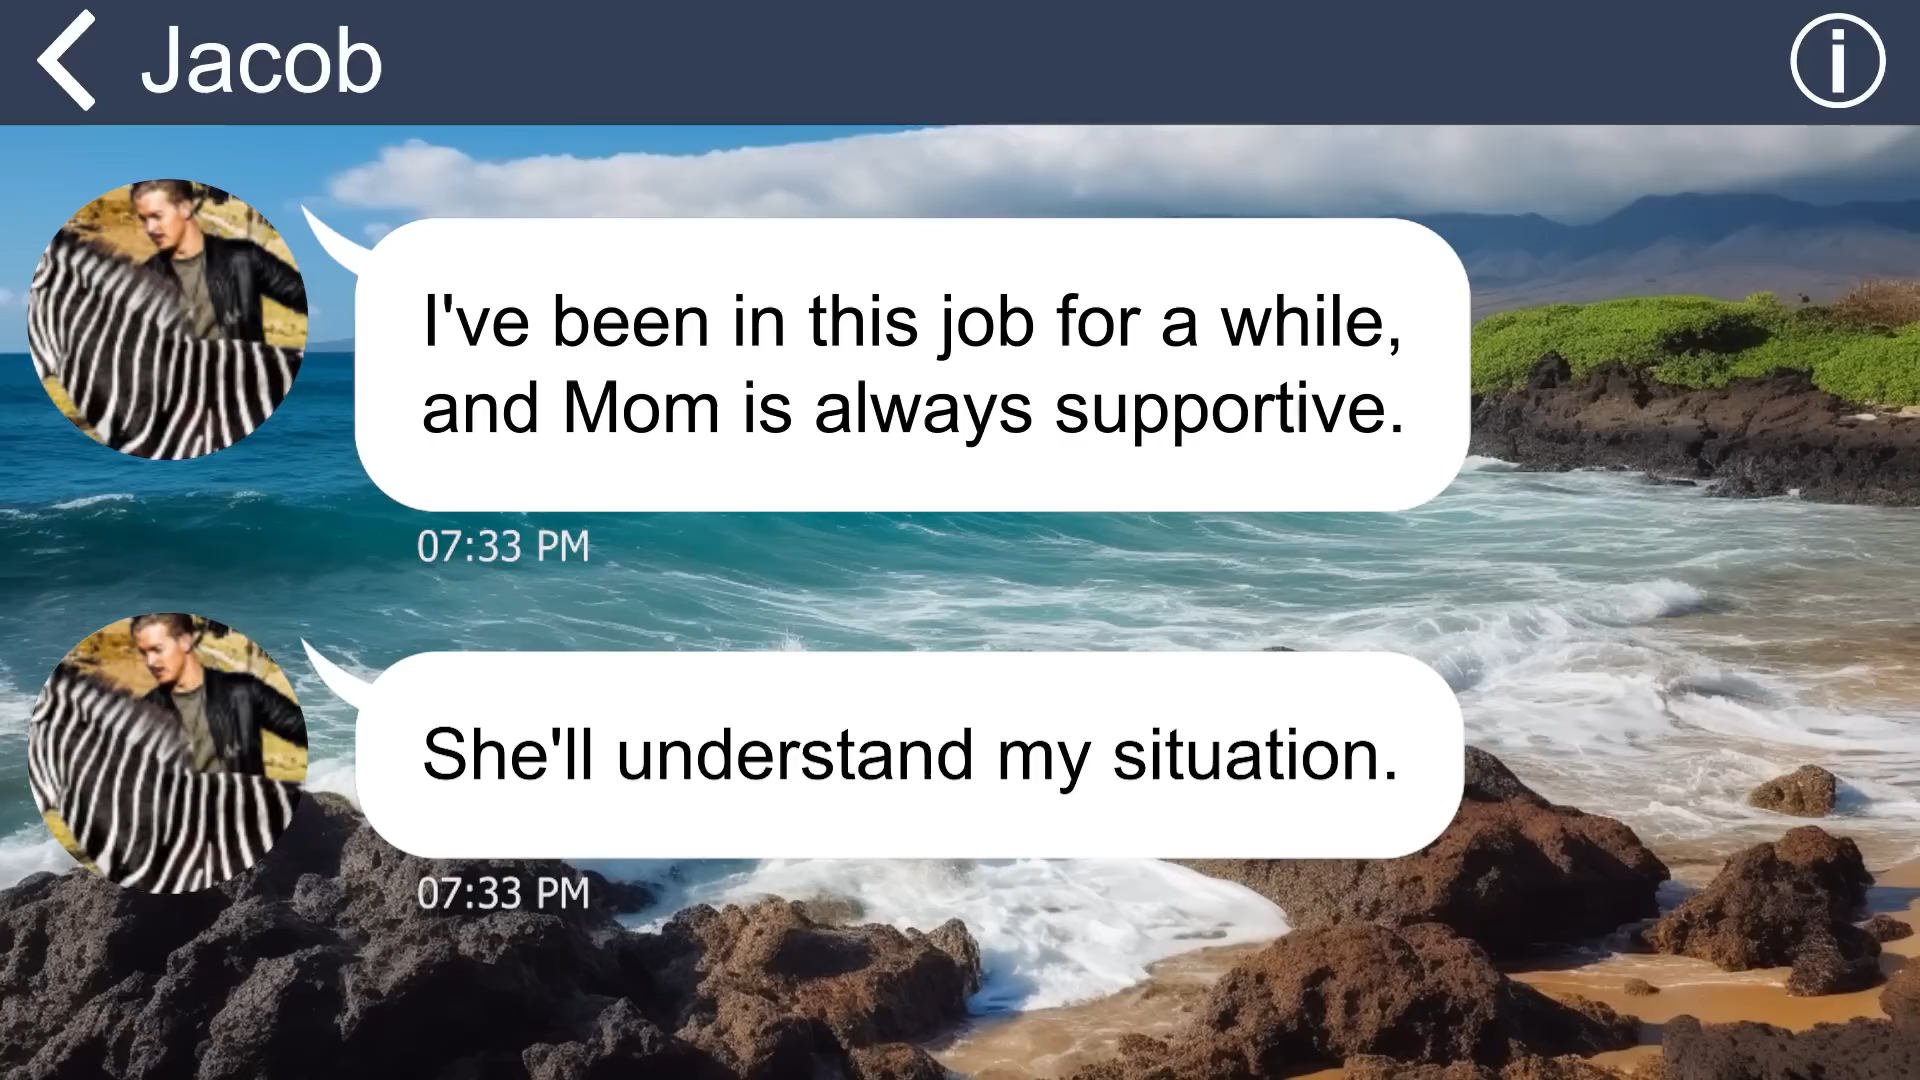 Jacob
I've been in this job for a while,
and Mom is always supportive.
07:33 PM
She'll understand my situation.
07:33 PM